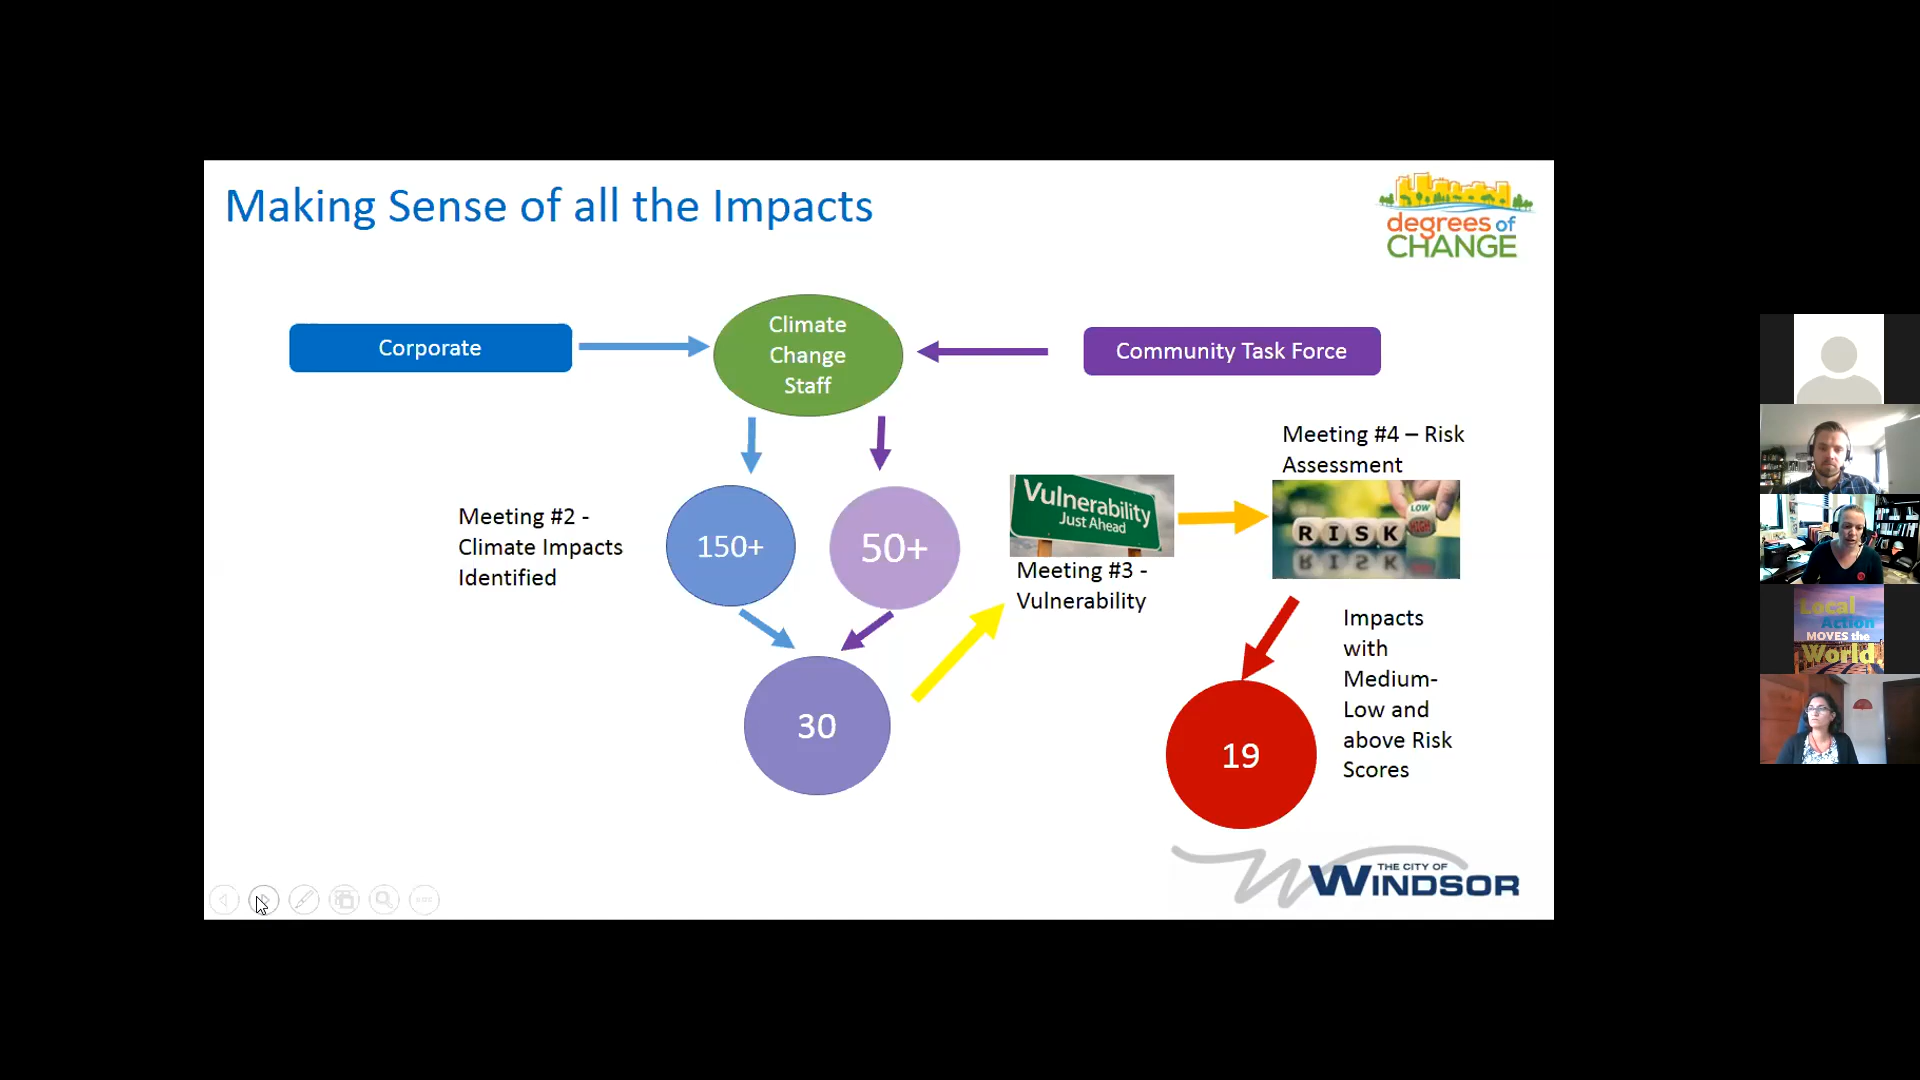 Making Sense of all the Impacts
degrees of
CHANGE
Corporate
Climate
Change
Staff
Community Task Force
Meeting #2 -
Climate Impacts
Identified
150+
50+
30
Vulnerability
Just Ahead
Meeting #3 -
Vulnerability
Meeting #4 – Risk
Assessment
RISK
LOW
HIGH
Impacts
with
Medium-
Low and
above Risk
Scores
19
THE CITY OF
WINDSOR
Local
Action
MOVES the
World.